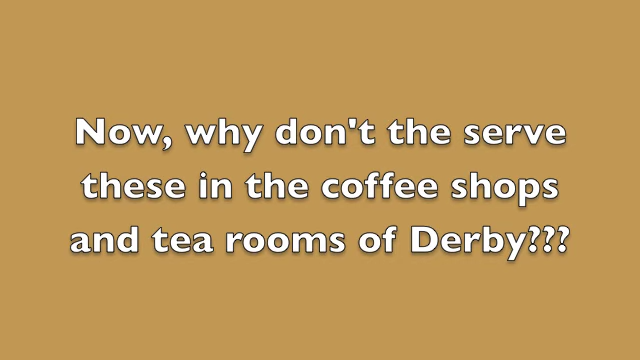 Now, why don't the serve
these in the coffee shops
and tea rooms of Derby???